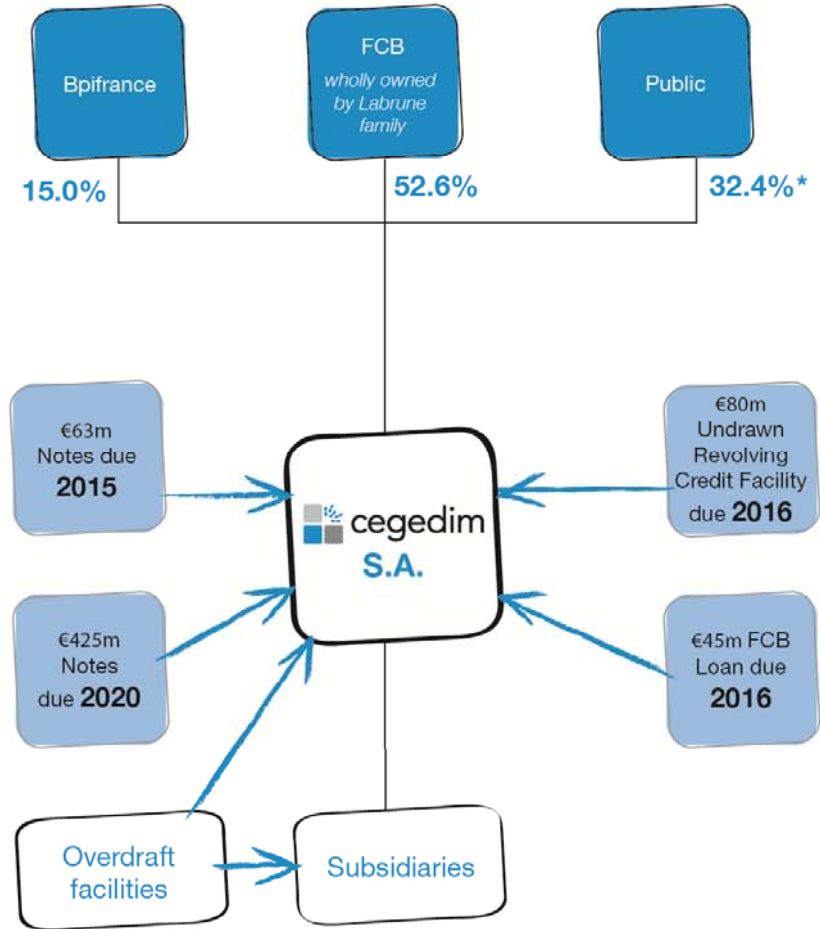 Bpifrance
FCB
wholly owned
by Labrune
family
Public
15.0%
52.6%
32.4%*
€63m
Notes due
2015
€80m
Undrawn
Revolving
Credit Facility
due 2016
cegedim
S.A.
€425m
Notes
due 2020
€45m FCB
Loan due
2016
Overdraft
facilities
Subsidiaries